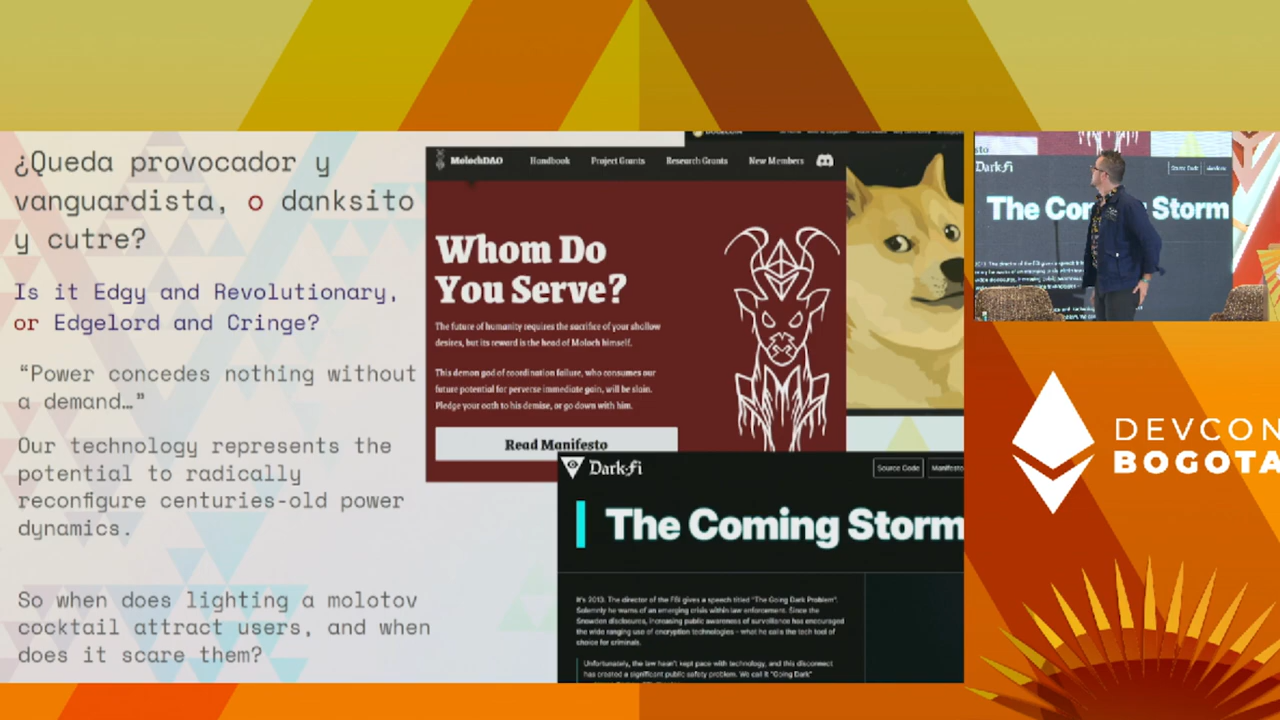 ¿Queda provocador y
vanguardista, o danksito
y cutre?
Is it Edgy and Revolutionary,
or Edgelord and Cringe?
“Power concedes nothing without
a demand…”
Our technology represents the
potential to radically
reconfigure centuries-old power
dynamics.
So when does lighting a molotov
cocktail attract users, and when
does it scare them?
MolochDAO Handbook Project Grants Research Grants New Members
Whom Do
You Serve?
The future of humanity requires the sacrifice of your shallow
desires, but its reward is the head of Moloch himself.
This demon god of coordination failure, who consumes our
future potential for perverse immediate gain, will be slain.
Pledge your oath to his demise, or go down with him.
Read Manifesto
Dark-Fi Source Code Manifesto
The Coming Storm
It's 2013. The director of the FBI gives a speech titled "The Going Dark Problem".
Solemnly he warns of an emerging crisis within law enforcement. Since the
Snowden disclosures, increasing public awareness of surveillance has encouraged
the wide ranging use of encryption technologies - what he calls the tech tool of
choice for criminals.
Unfortunately, the law hasn't kept pace with technology, and this disconnect
has created a significant public safety problem. We call it "Going Dark"
sto
Dark-Fi
Source Code
The Co Storm
DEVCON
BOGOTA